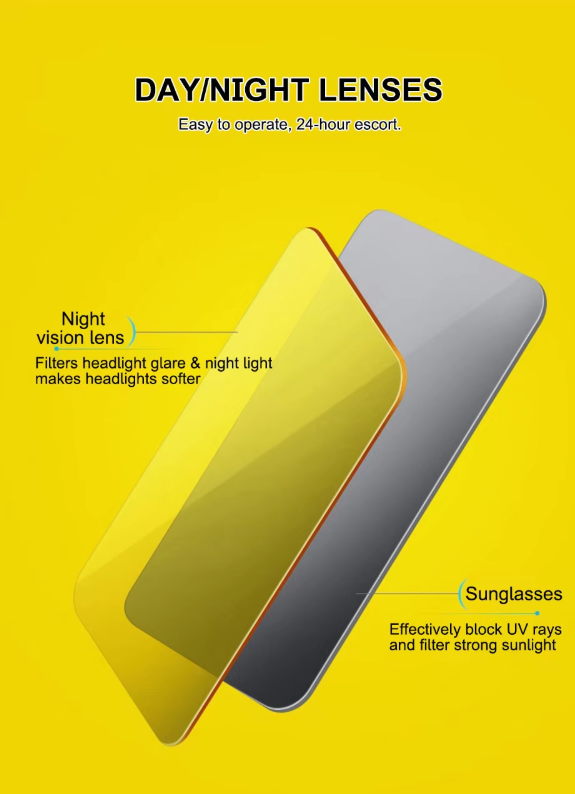 DAY/NIGHT LENSES
Easy to operate, 24-hour escort.
Night
vision lens
Filters headlight glare & night light
makes headlights softer
Sunglasses
Effectively block UV rays
and filter strong sunlight